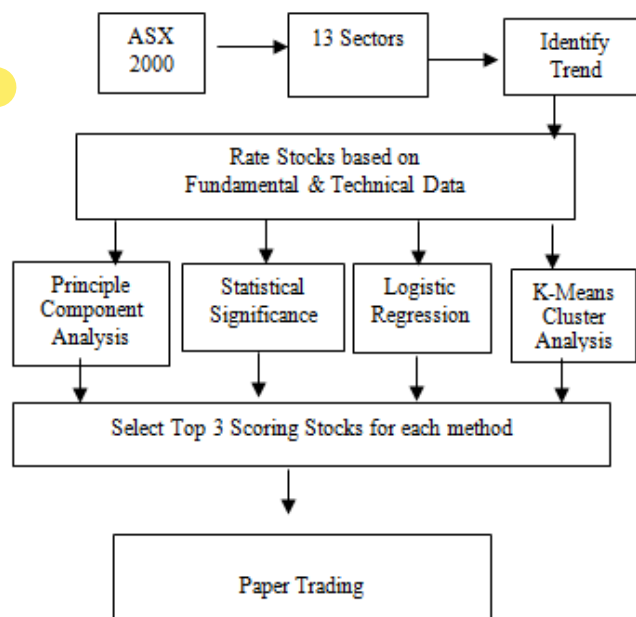 ASX
2000
13 Sectors
Identify
Trend
Rate Stocks based on
Fundamental & Technical Data
Principle
Component
Analysis
Statistical
Significance
Logistic
Regression
K-Means
Cluster
Analysis
Select Top 3 Scoring Stocks for each method
Paper Trading